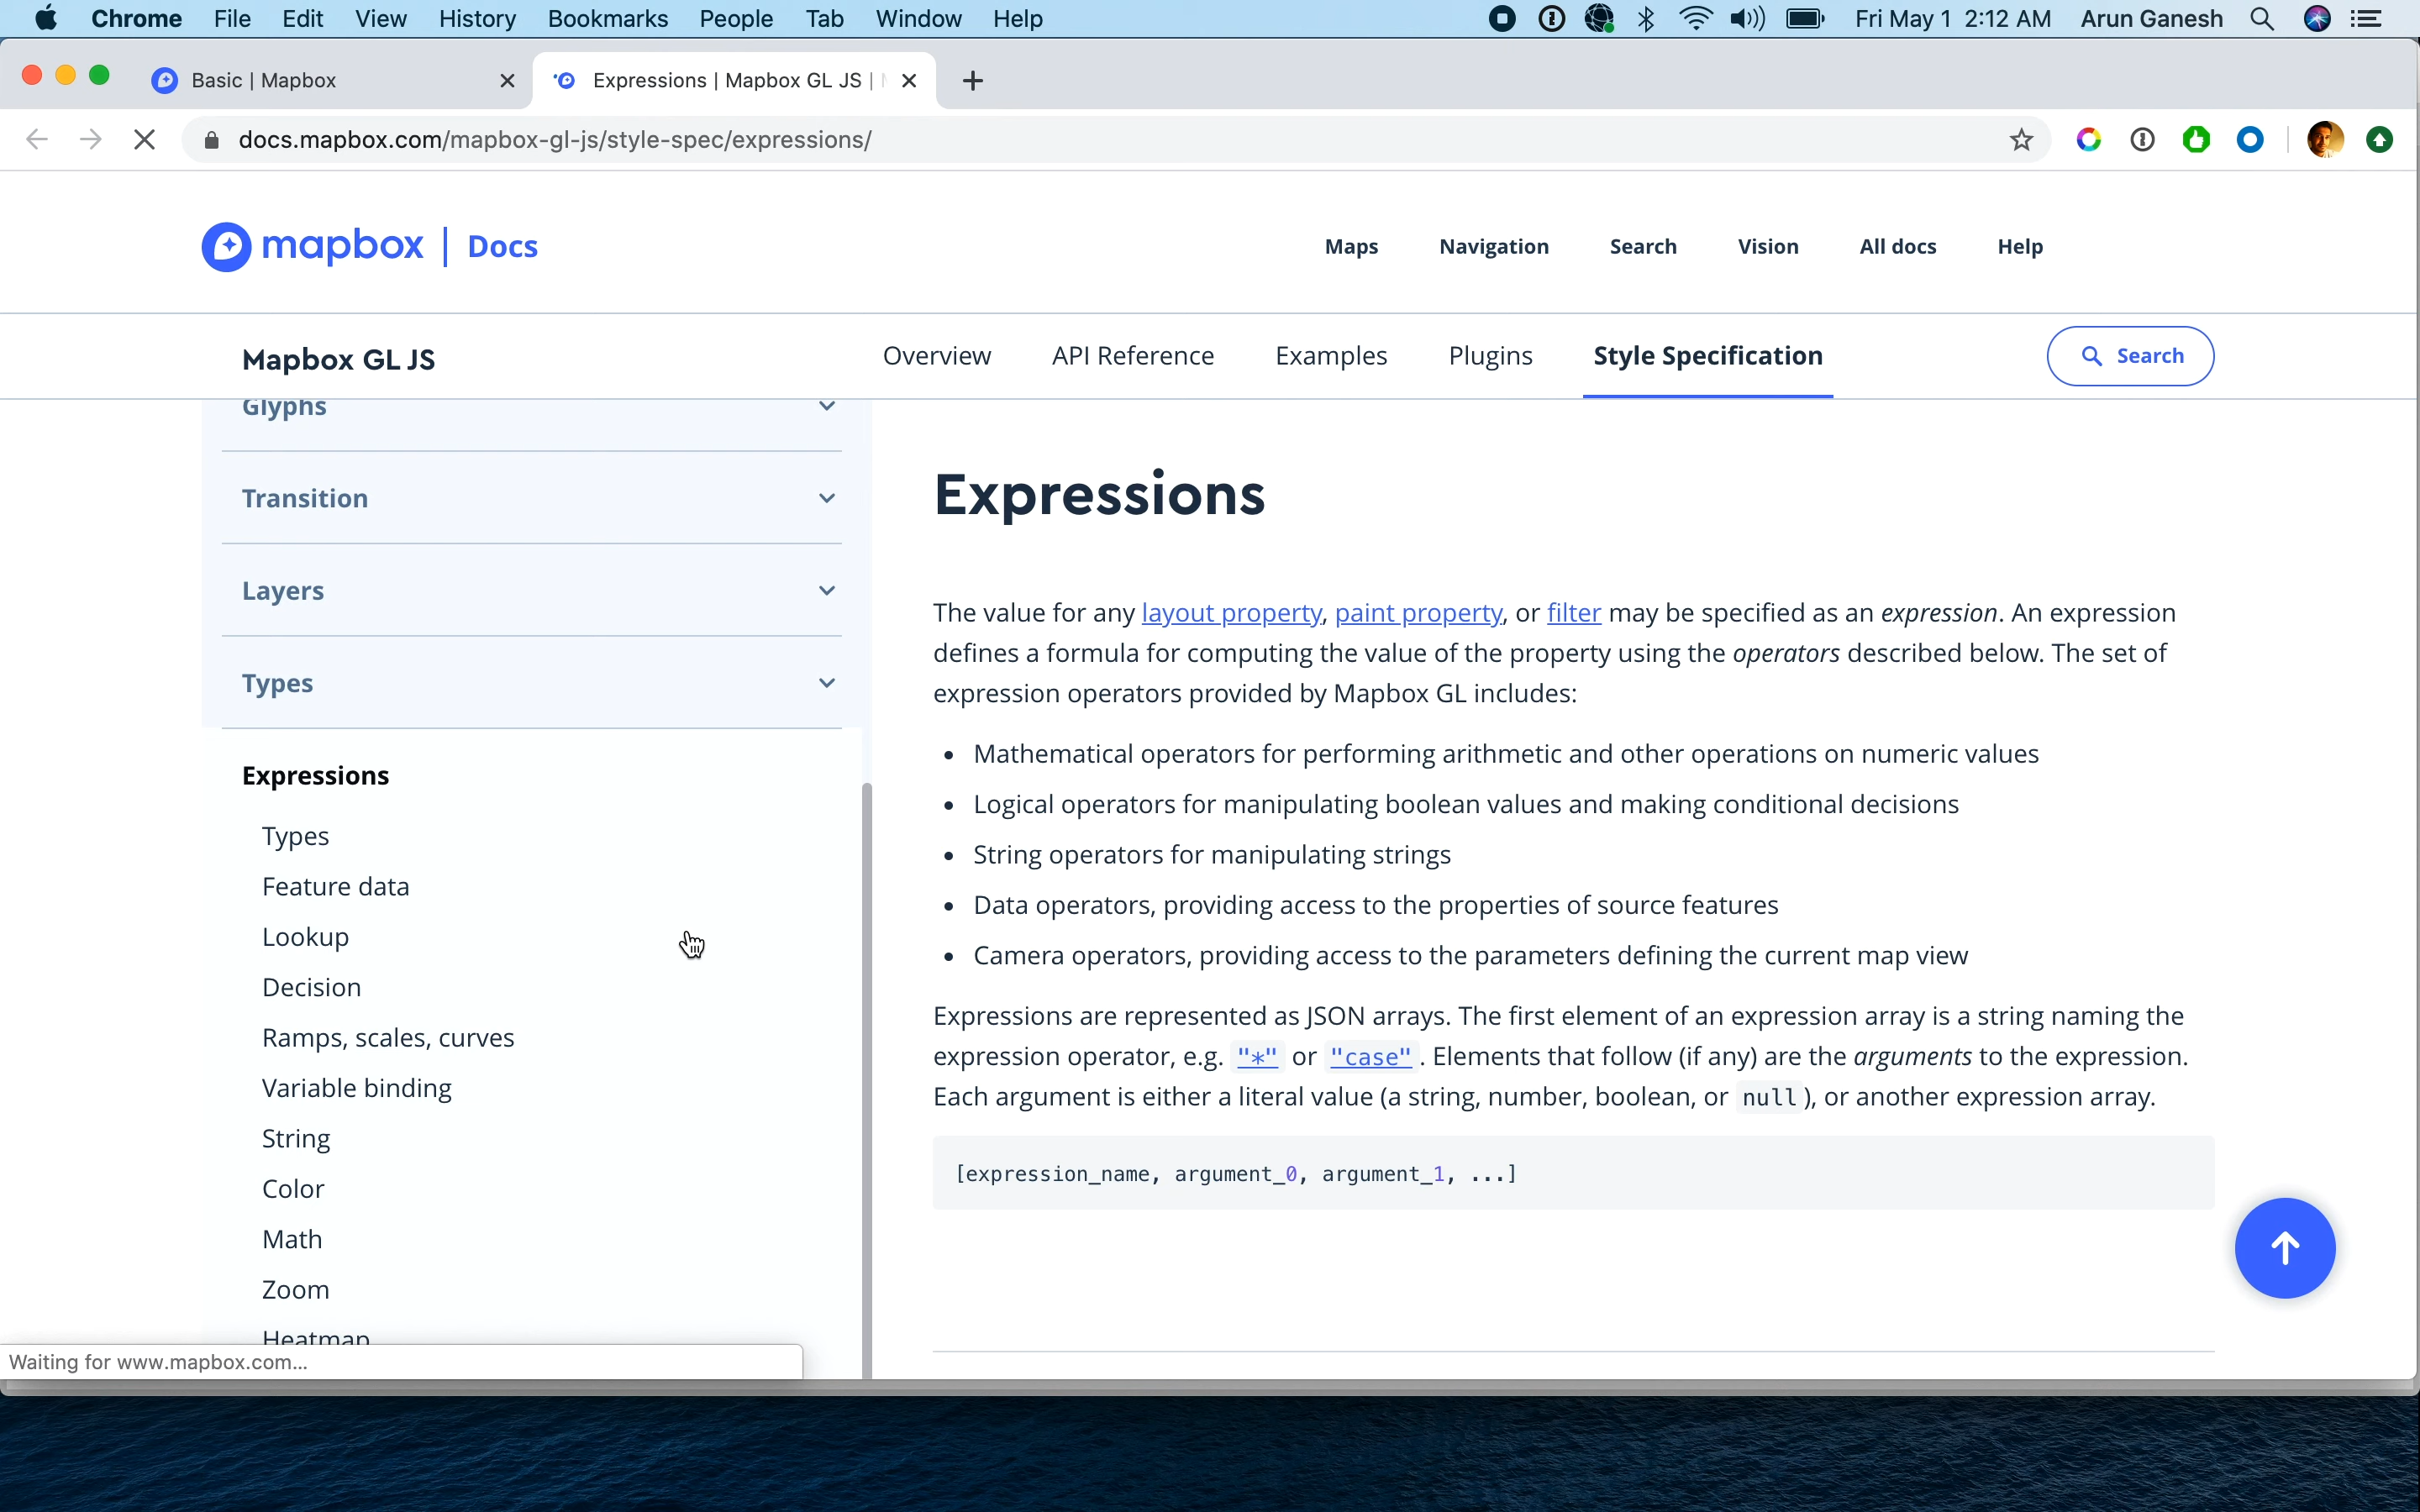 Chrome File Edit View History Bookmarks People Tab Window Help Fri May 1 2:12 AM Arun Ganesh
Basic | Mapbox
Expressions | Mapbox GL JS |
docs.mapbox.com/mapbox-gl-js/style-spec/expressions/
mapbox | Docs
Maps Navigation Search Vision All docs Help
Mapbox GL JS
Overview API Reference Examples Plugins Style Specification Search
Glyphs
Transition
Layers
Types
Expressions
Types
Feature data
Lookup
Decision
Ramps, scales, curves
Variable binding
String
Color
Math
Zoom
Heatmap
Expressions
The value for any layout property, paint property, or filter may be specified as an expression. An expression
defines a formula for computing the value of the property using the operators described below. The set of
expression operators provided by Mapbox GL includes:
• Mathematical operators for performing arithmetic and other operations on numeric values
• Logical operators for manipulating boolean values and making conditional decisions
• String operators for manipulating strings
• Data operators, providing access to the properties of source features
• Camera operators, providing access to the parameters defining the current map view
Expressions are represented as JSON arrays. The first element of an expression array is a string naming the
expression operator, e.g. "*" or "case". Elements that follow (if any) are the arguments to the expression.
Each argument is either a literal value (a string, number, boolean, or null), or another expression array.
[expression_name, argument_0, argument_1, ...]
Waiting for www.mapbox.com...